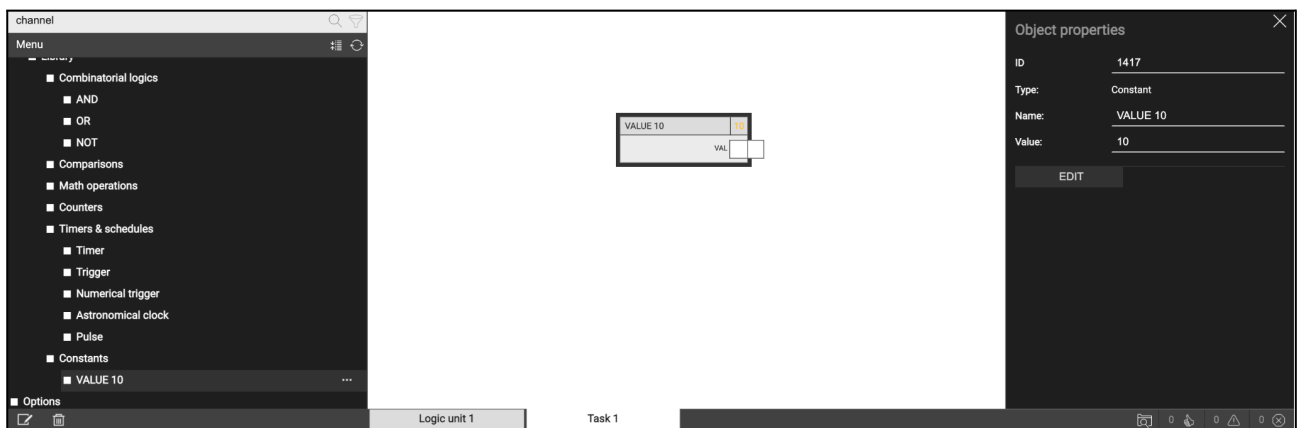 channel
Menu
Library
Combinatorial logics
AND
OR
NOT
Comparisons
Math operations
Counters
Timers & schedules
Timer
Trigger
Numerical trigger
Astronomical clock
Pulse
Constants
VALUE 10 ...
Options
VALUE 10 10
VAL
Logic unit 1 Task 1
Object properties
ID 1417
Type: Constant
Name: VALUE 10
Value: 10
EDIT
0 0 0